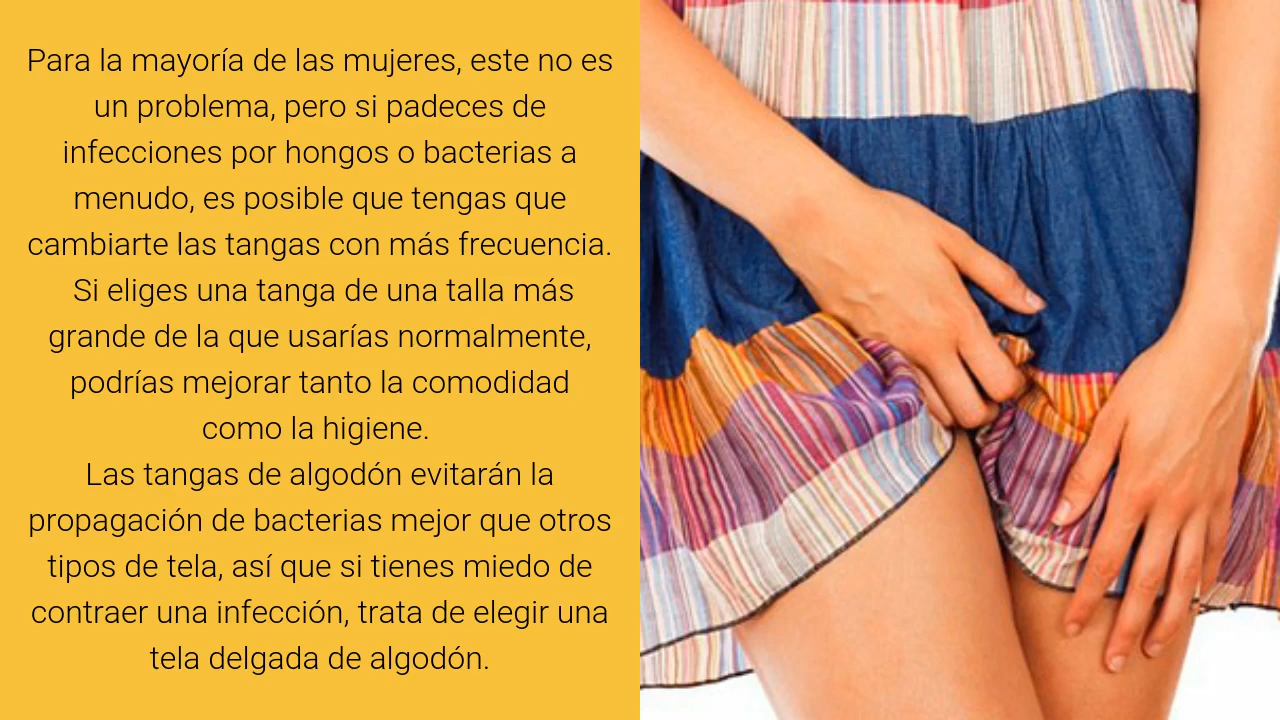 Para la mayoría de las mujeres, este no es
un problema, pero si padeces de
infecciones por hongos o bacterias a
menudo, es posible que tengas que
cambiarte las tangas con más frecuencia.
Si eliges una tanga de una talla más
grande de la que usarías normalmente,
podrías mejorar tanto la comodidad
como la higiene.
Las tangas de algodón evitarán la
propagación de bacterias mejor que otros
tipos de tela, así que si tienes miedo de
contraer una infección, trata de elegir una
tela delgada de algodón.